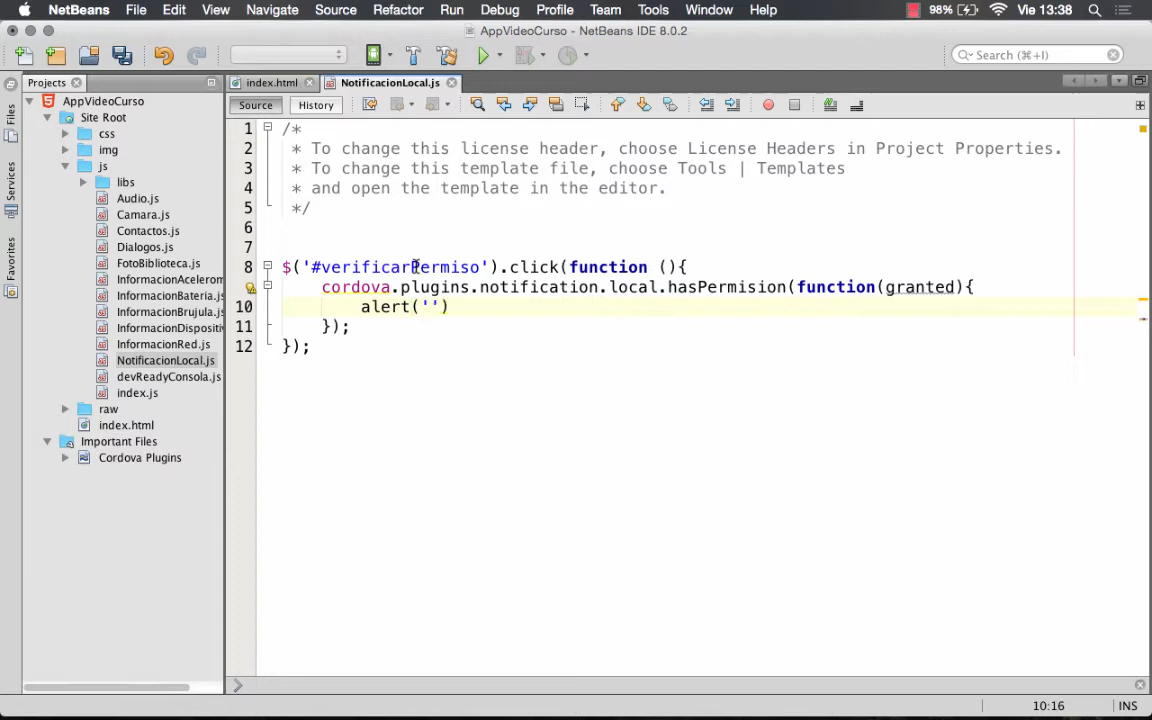 NetBeans File Edit View Navigate Source Refactor Run Debug Profile Team Tools Window Help 98% Vie 13:38
AppVideoCurso - NetBeans IDE 8.0.2
Search (⌘+I)
Projects
index.html
NotificacionLocal.js
Source
History
Files
Services
Favorites
AppVideoCurso
Site Root
css
img
js
libs
Audio.js
Camara.js
Contactos.js
Dialogos.js
FotoBiblioteca.js
InformacionAcelerom
InformacionBateria.js
InformacionBrujula.js
InformacionDispositi
InformacionRed.js
NotificacionLocal.js
devReadyConsola.js
index.js
raw
index.html
Important Files
Cordova Plugins
1 /*
2 * To change this license header, choose License Headers in Project Properties.
3 * To change this template file, choose Tools | Templates
4 * and open the template in the editor.
5 */
6
7
8 $('#verificarPermiso').click(function (){
cordova.plugins.notification.local.hasPermision(function(granted){
10 alert('')
11 });
12 });
10:16 INS